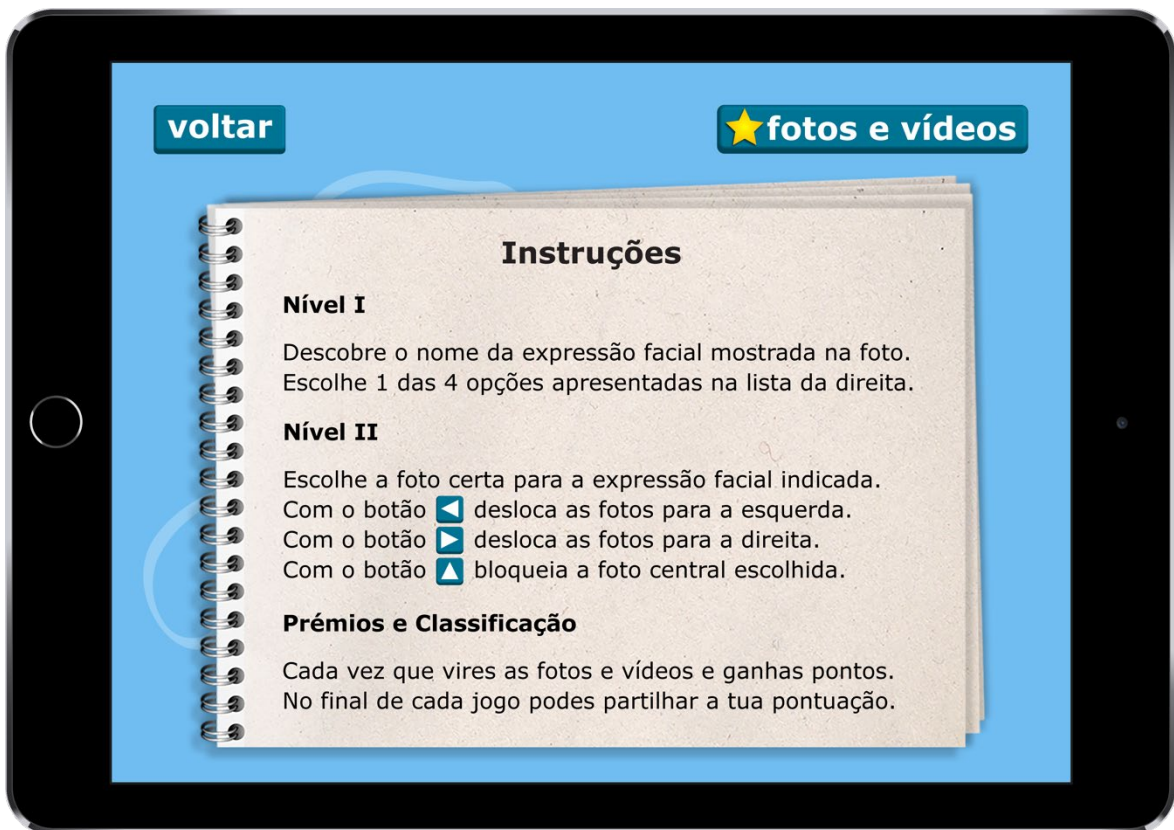 voltar
fotos e vídeos
Instruções
Nível I
Descobre o nome da expressão facial mostrada na foto.
Escolhe 1 das 4 opções apresentadas na lista da direita.
Nível II
Escolhe a foto certa para a expressão facial indicada.
Com o botão desloca as fotos para a esquerda.
Com o botão desloca as fotos para a direita.
Com o botão bloqueia a foto central escolhida.
Prémios e Classificação
Cada vez que vires as fotos e vídeos e ganhas pontos.
No final de cada jogo podes partilhar a tua pontuação.